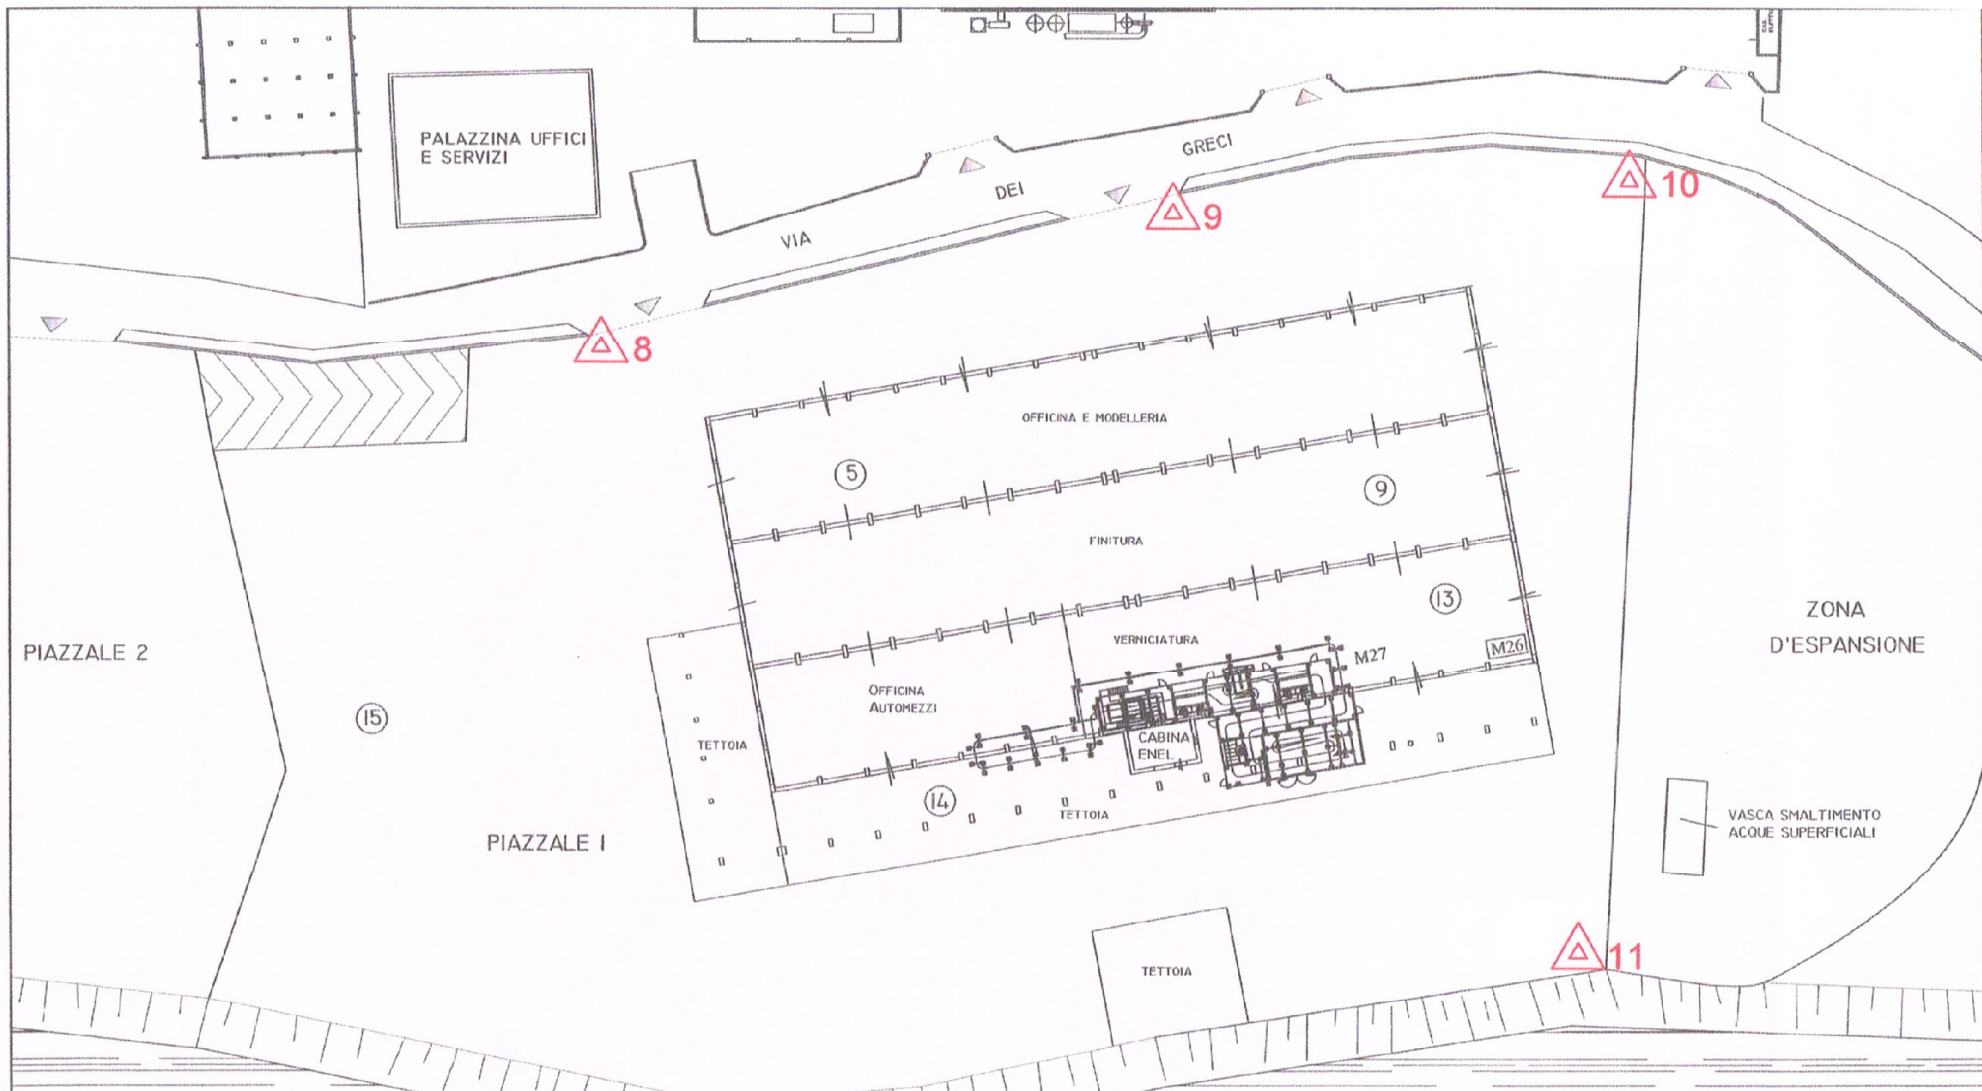 PALAZZINA UFFICI
E SERVIZI
VIA DEI GRECI
8
9
10
OFFICINA E MODELLERIA
5
9
FINITURA
13
VERNICIATURA
M27
M26
OFFICINA
AUTOMEZZI
ZONA
D'ESPANSIONE
PIAZZALE 2
15
TETTOIA
CABINA
ENEL
14
TETTOIA
PIAZZALE 1
VASCA SMALTIMENTO
ACQUE SUPERFICIALI
TETTOIA
11